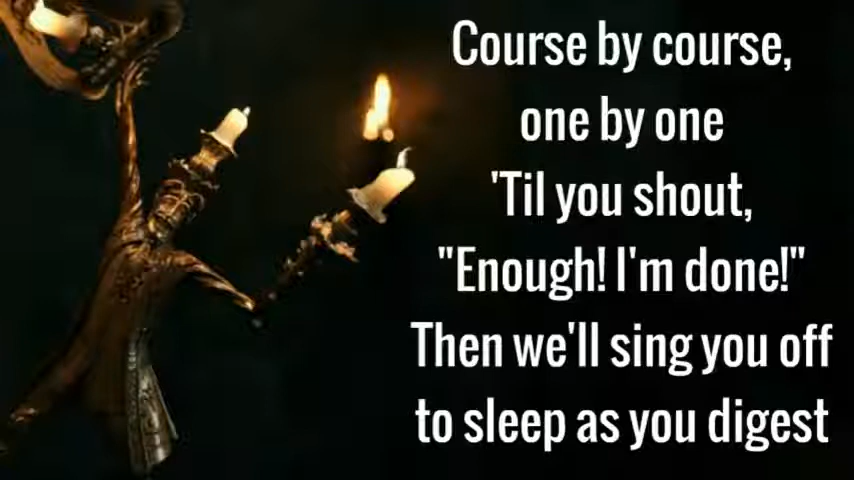 Course by course,
one by one
'Til you shout,
"Enough! I'm done!"
Then we'll sing you off
to sleep as you digest